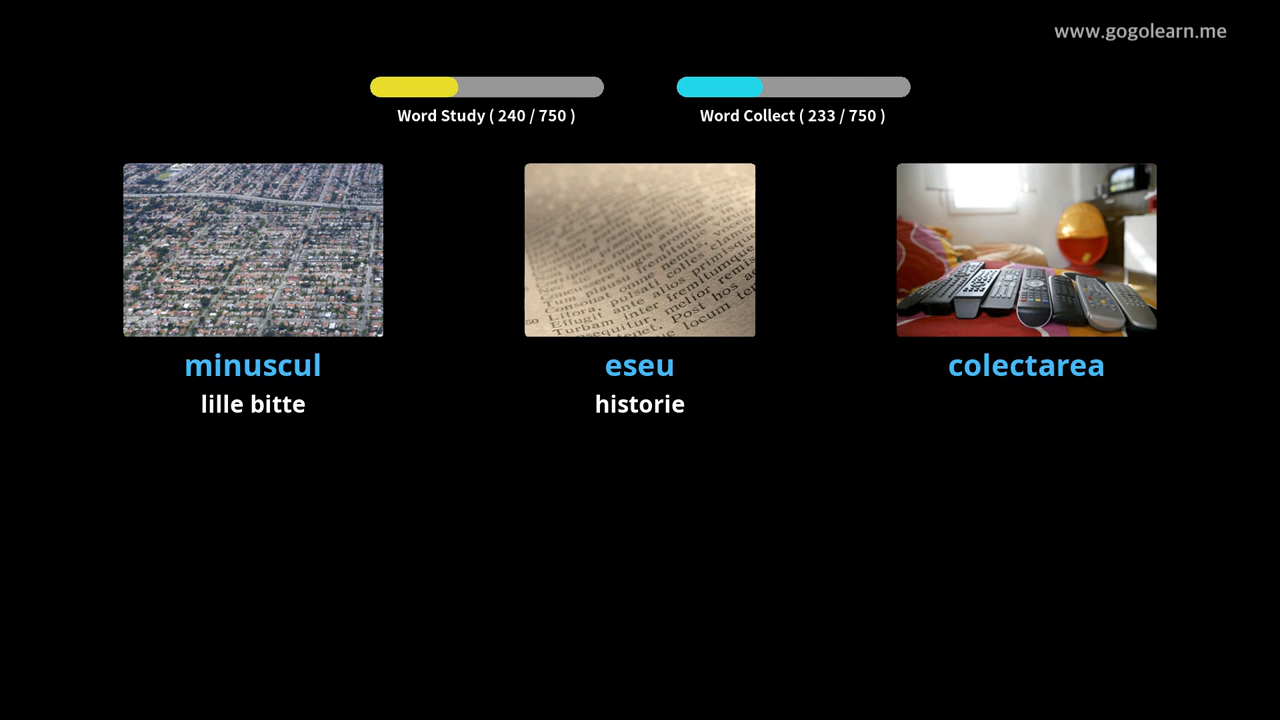 www.gogolearn.me
Word Study ( 240 / 750 )
Word Collect ( 233 / 750 )
minuscul
eseu
colectarea
lille bitte
historie